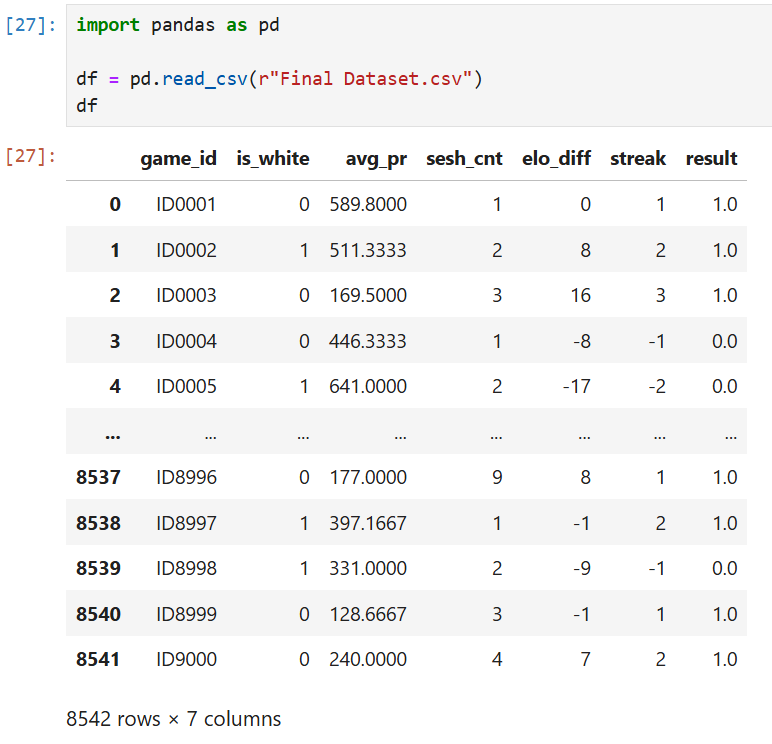 [27]: import pandas as pd
df = pd.read_csv(r"Final Dataset.csv")
df
[27]:
game_id is_white avg_pr sesh_cnt elo_diff streak result
0 ID0001 0 589.8000 1 0 1 1.0
1 ID0002 1 511.3333 2 8 2 1.0
2 ID0003 0 169.5000 3 16 3 1.0
3 ID0004 0 446.3333 1 -8 -1 0.0
4 ID0005 1 641.0000 2 -17 -2 0.0
... ... ... ... ... ... ... ...
8537 ID8996 0 177.0000 9 8 1 1.0
8538 ID8997 1 397.1667 1 -1 2 1.0
8539 ID8998 1 331.0000 2 -9 -1 0.0
8540 ID8999 0 128.6667 3 -1 1 1.0
8541 ID9000 0 240.0000 4 7 2 1.0
8542 rows × 7 columns